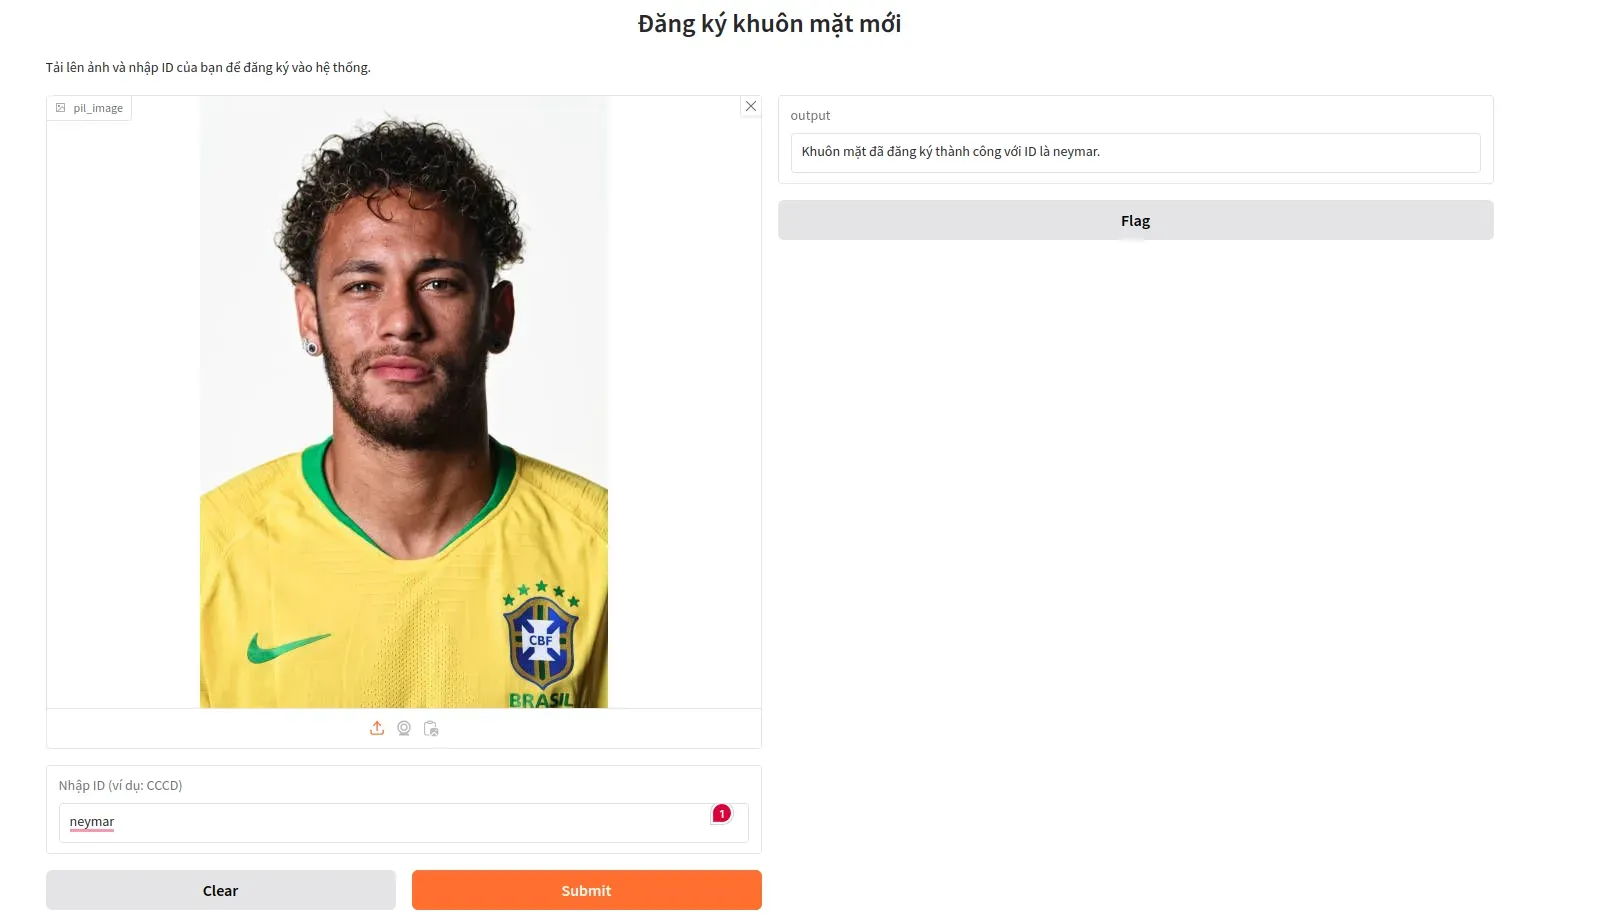 Đăng ký khuôn mặt mới
Tải lên ảnh và nhập ID của bạn để đăng ký vào hệ thống.
pil_image
CBF
BRASIL
Nhập ID (ví dụ: CCCD)
neymar
1
Clear
Submit
output
Khuôn mặt đã đăng ký thành công với ID là neymar.
Flag